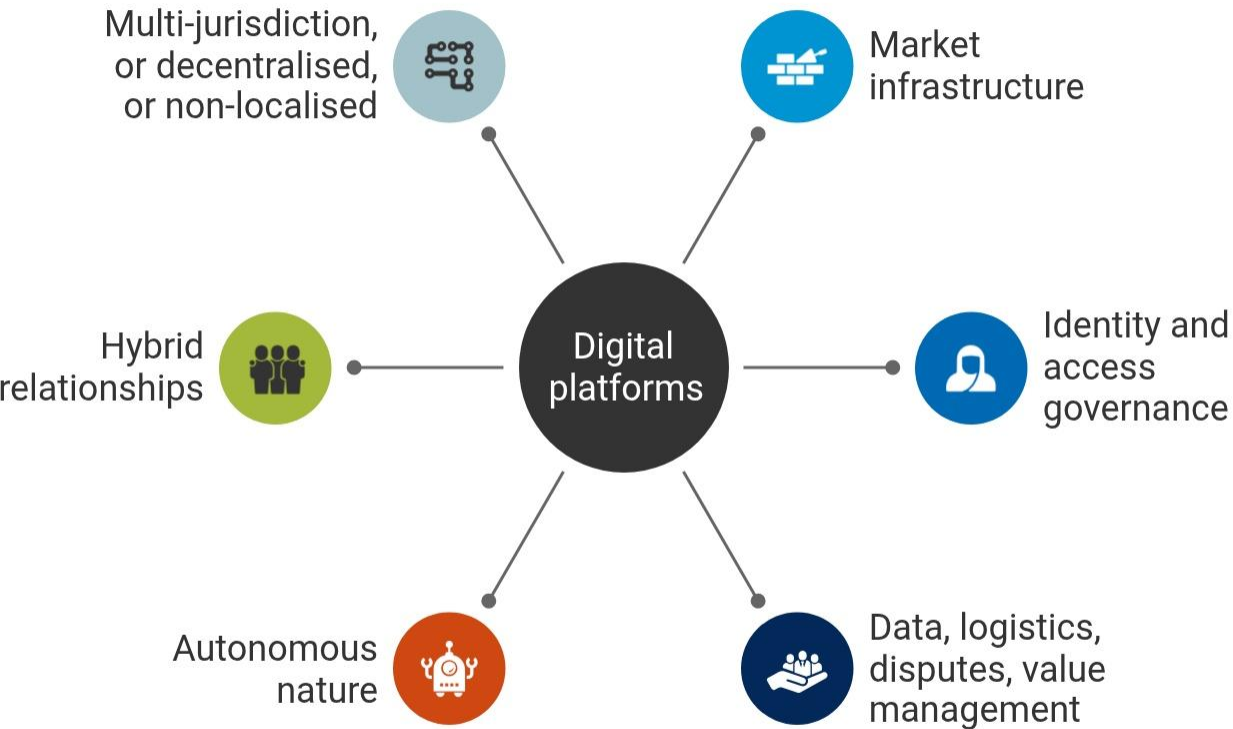 Multi-jurisdiction,
or decentralised,
or non-localised
Market
infrastructure
Hybrid
relationships
Digital
platforms
Identity and
access
governance
Autonomous
nature
Data, logistics,
disputes, value
management